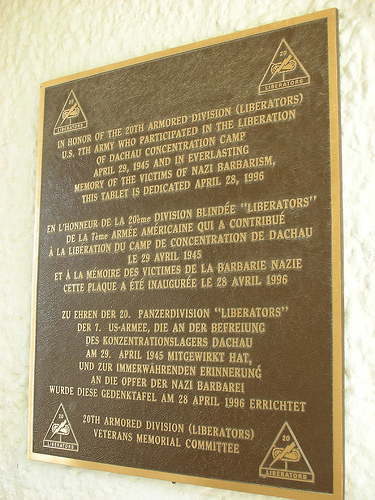 20
LIBERATORS
20
LIBERATORS
IN HONOR OF THE 20TH ARMORED DIVISION (LIBERATORS)
U.S. 7TH ARMY WHO PARTICIPATED IN THE LIBERATION
OF DACHAU CONCENTRATION CAMP
APRIL 29, 1945 AND IN EVERLASTING
MEMORY OF THE VICTIMS OF NAZI BARBARISM,
THIS TABLET IS DEDICATED APRIL 28, 1996
EN L'HONNEUR DE LA 20ème DIVISION BLINDÉE "LIBERATORS"
DE LA 7ème ARMÉE AMÉRICAINE QUI A CONTRIBUÉ
À LA LIBÉRATION DU CAMP DE CONCENTRATION DE DACHAU
LE 29 AVRIL 1945
ET À LA MÉMOIRE DES VICTIMES DE LA BARBARIE NAZIE
CETTE PLAQUE A ÉTÉ INAUGURÉE LE 28 AVRIL 1996
ZU EHREN DER 20. PANZERDIVISION "LIBERATORS"
DER 7. US-ARMEE, DIE AN DER BEFREIUNG
DES KONZENTRATIONSLAGERS DACHAU
AM 29. APRIL 1945 MITGEWIRKT HAT,
UND ZUR IMMERWÄHRENDEN ERINNERUNG
AN DIE OPFER DER NAZI BARBAREI
WURDE DIESE GEDENKTAFEL AM 28 APRIL 1996 ERRICHTET
20TH ARMORED DIVISION (LIBERATORS)
VETERANS MEMORIAL COMMITTEE
20
LIBERATORS
20
LIBERATORS